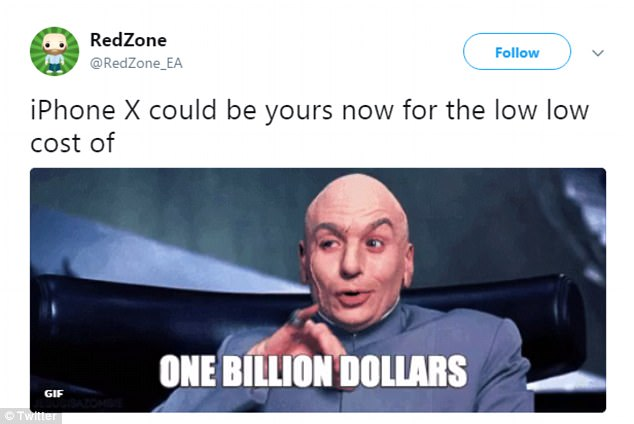 RedZone
@RedZone_EA
Follow
iPhone X could be yours now for the low low
cost of
ONE BILLION DOLLARS
GIF
© Twitter